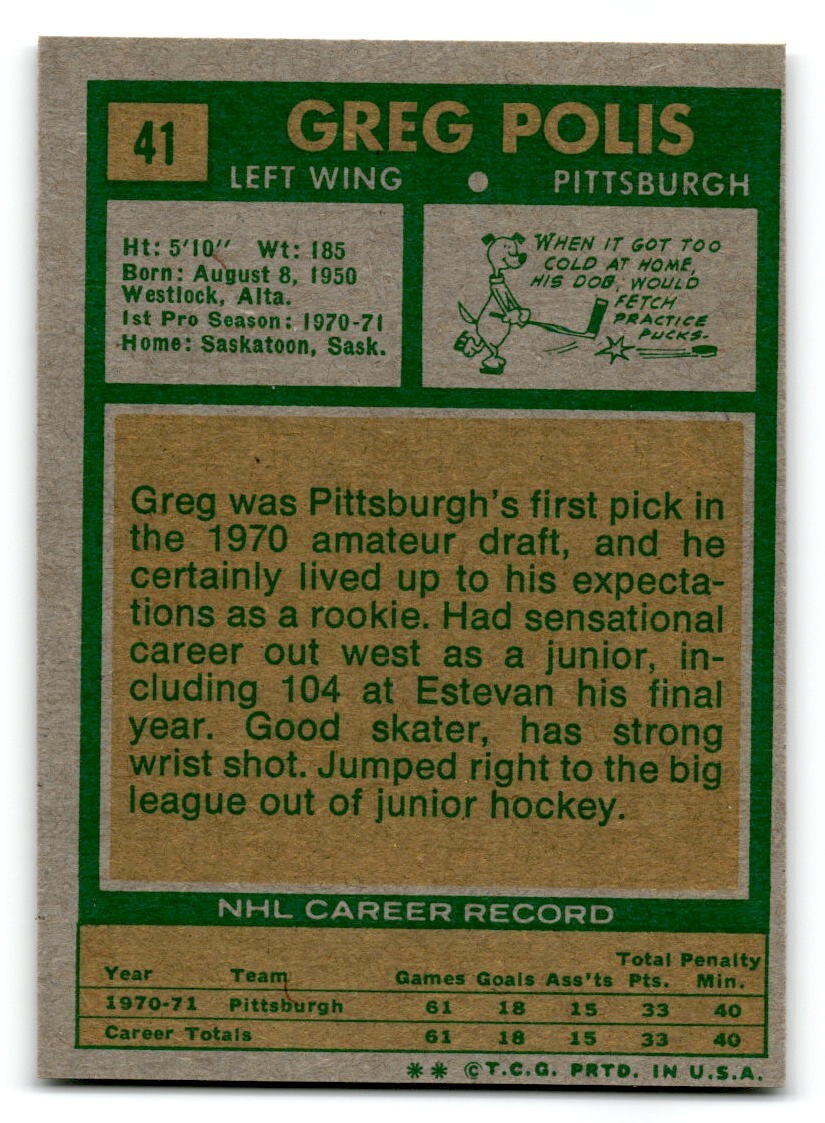 41
GREG POLIS
LEFT WING • PITTSBURGH
Ht: 5'10'' Wt: 185
Born: August 8, 1950
Westlock, Alta.
1st Pro Season: 1970-71
Home: Saskatoon, Sask.
WHEN IT GOT TOO
COLD AT HOME,
HIS DOG, WOULD
FETCH
PRACTICE
PUCKS.
Greg was Pittsburgh's first pick in
the 1970 amateur draft, and he
certainly lived up to his expecta-
tions as a rookie. Had sensational
career out west as a junior, in-
cluding 104 at Estevan his final
year. Good skater, has strong
wrist shot. Jumped right to the big
league out of junior hockey.
NHL CAREER RECORD
Year Team Games Goals Ass'ts Total Pts. Penalty Min.
1970-71 Pittsburgh 61 18 15 33 40
Career Totals 61 18 15 33 40
** © T.C.G. PRTD. IN U.S.A.